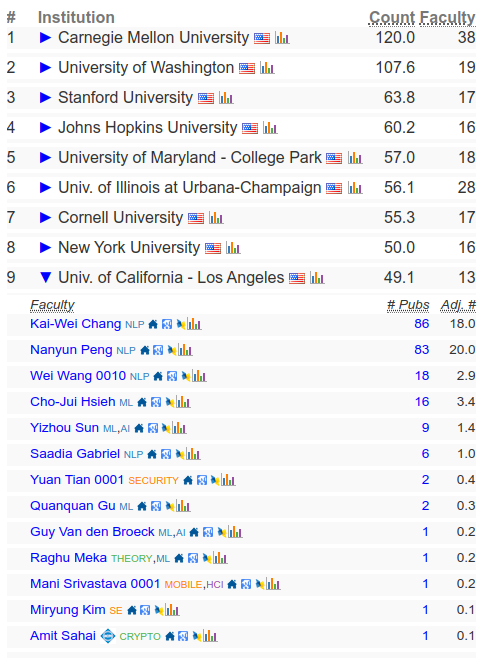 # Institution Count Faculty
1 ► Carnegie Mellon University 120.0 38
2 ► University of Washington 107.6 19
3 ► Stanford University 63.8 17
4 ► Johns Hopkins University 60.2 16
5 ► University of Maryland - College Park 57.0 18
6 ► Univ. of Illinois at Urbana-Champaign 56.1 28
7 ► Cornell University 55.3 17
8 ► New York University 50.0 16
9 ▼ Univ. of California - Los Angeles 49.1 13
Faculty # Pubs Adj. #
Kai-Wei Chang NLP 86 18.0
Nanyun Peng NLP 83 20.0
Wei Wang 0010 NLP 18 2.9
Cho-Jui Hsieh ML 16 3.4
Yizhou Sun ML,AI 9 1.4
Saadia Gabriel NLP 6 1.0
Yuan Tian 0001 SECURITY 2 0.4
Quanquan Gu ML 2 0.3
Guy Van den Broeck ML,AI 1 0.2
Raghu Meka THEORY,ML 1 0.2
Mani Srivastava 0001 MOBILE,HCI 1 0.2
Miryung Kim SE 1 0.1
Amit Sahai CRYPTO 1 0.1